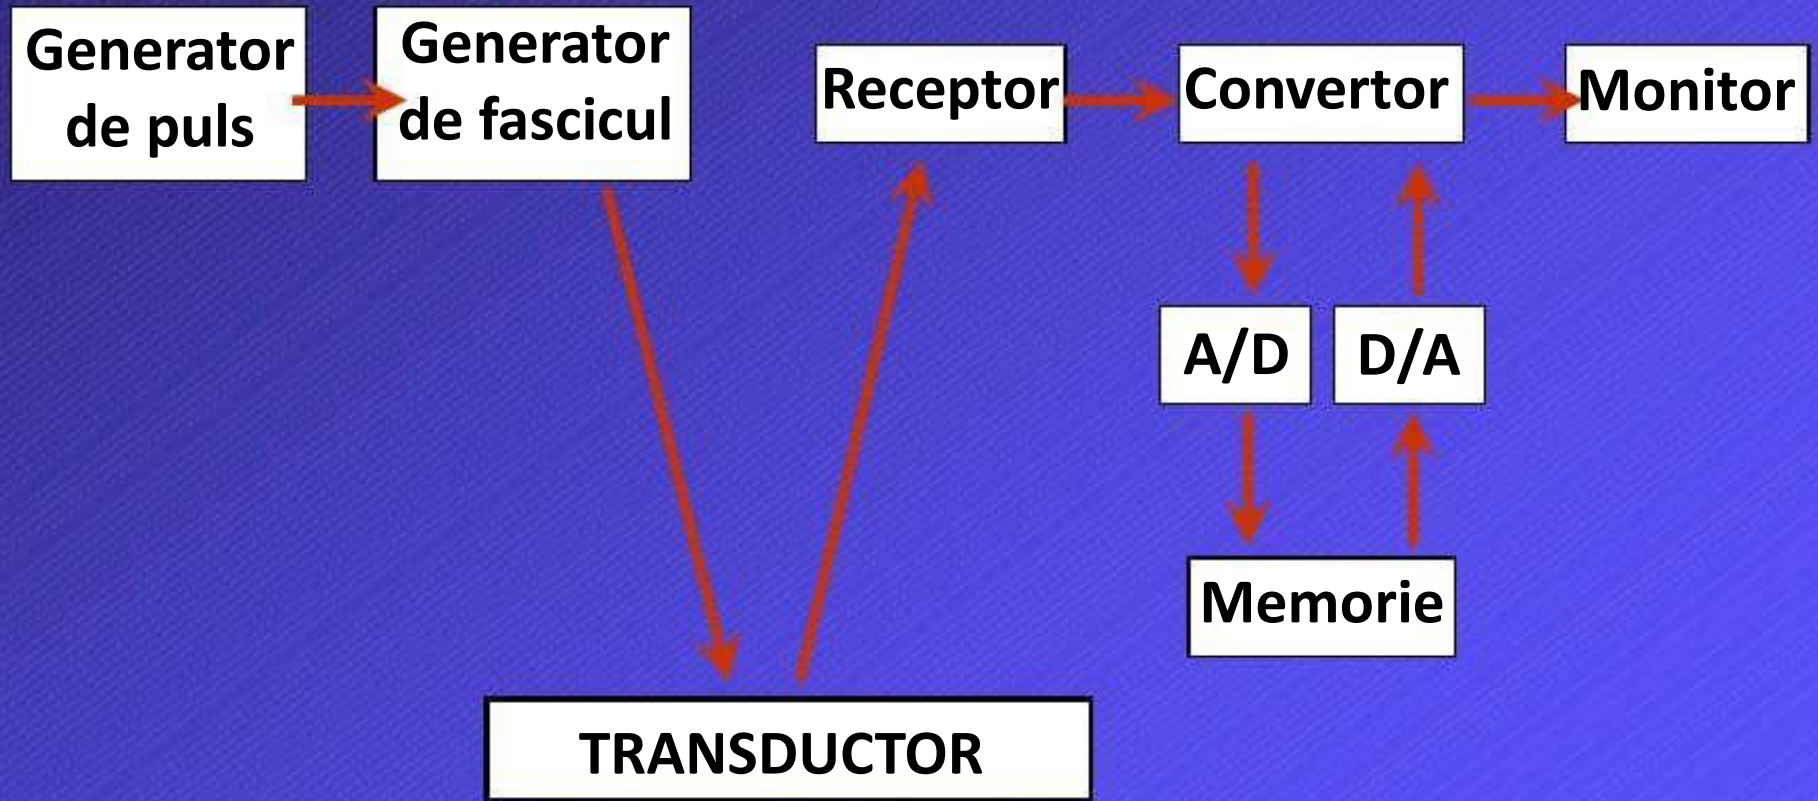 Generator
de puls
Generator
de fascicul
Receptor
Convertor
Monitor
A/D
D/A
Memorie
TRANSDUCTOR